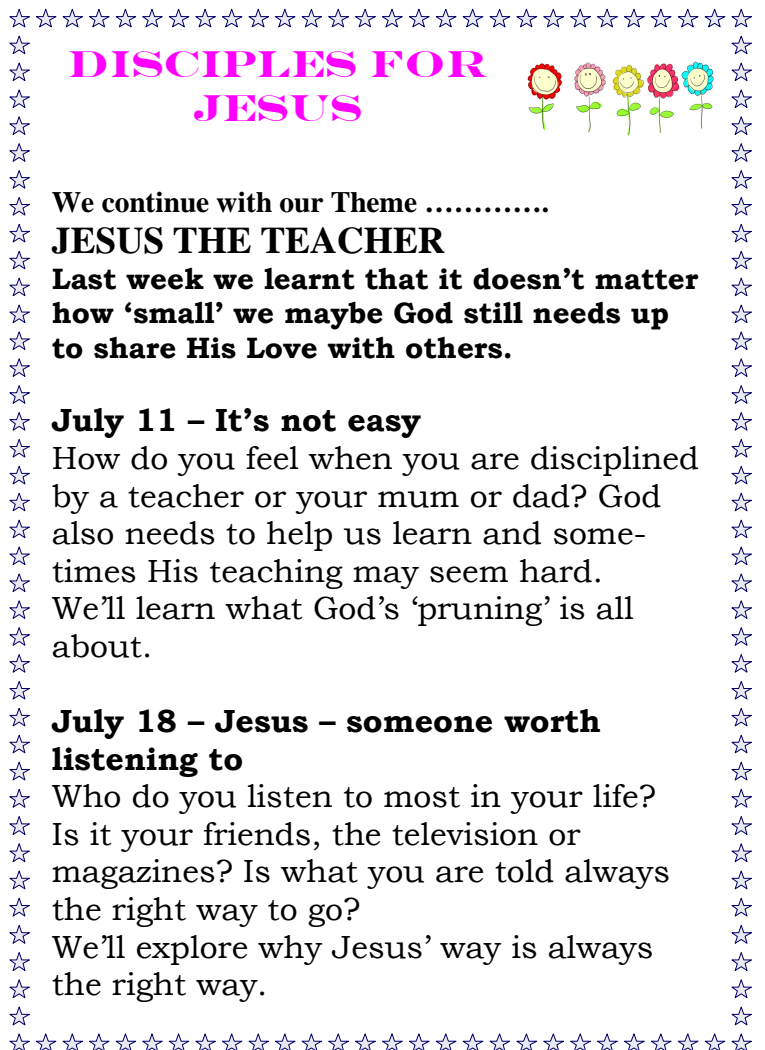 DISCIPLES FOR
JESUS
We continue with our Theme ………….
JESUS THE TEACHER
Last week we learnt that it doesn’t matter
how ‘small’ we maybe God still needs up
to share His Love with others.
July 11 – It’s not easy
How do you feel when you are disciplined
by a teacher or your mum or dad? God
also needs to help us learn and some-
times His teaching may seem hard.
We’ll learn what God’s ‘pruning’ is all
about.
July 18 – Jesus – someone worth
listening to
Who do you listen to most in your life?
Is it your friends, the television or
magazines? Is what you are told always
the right way to go?
We’ll explore why Jesus’ way is always
the right way.